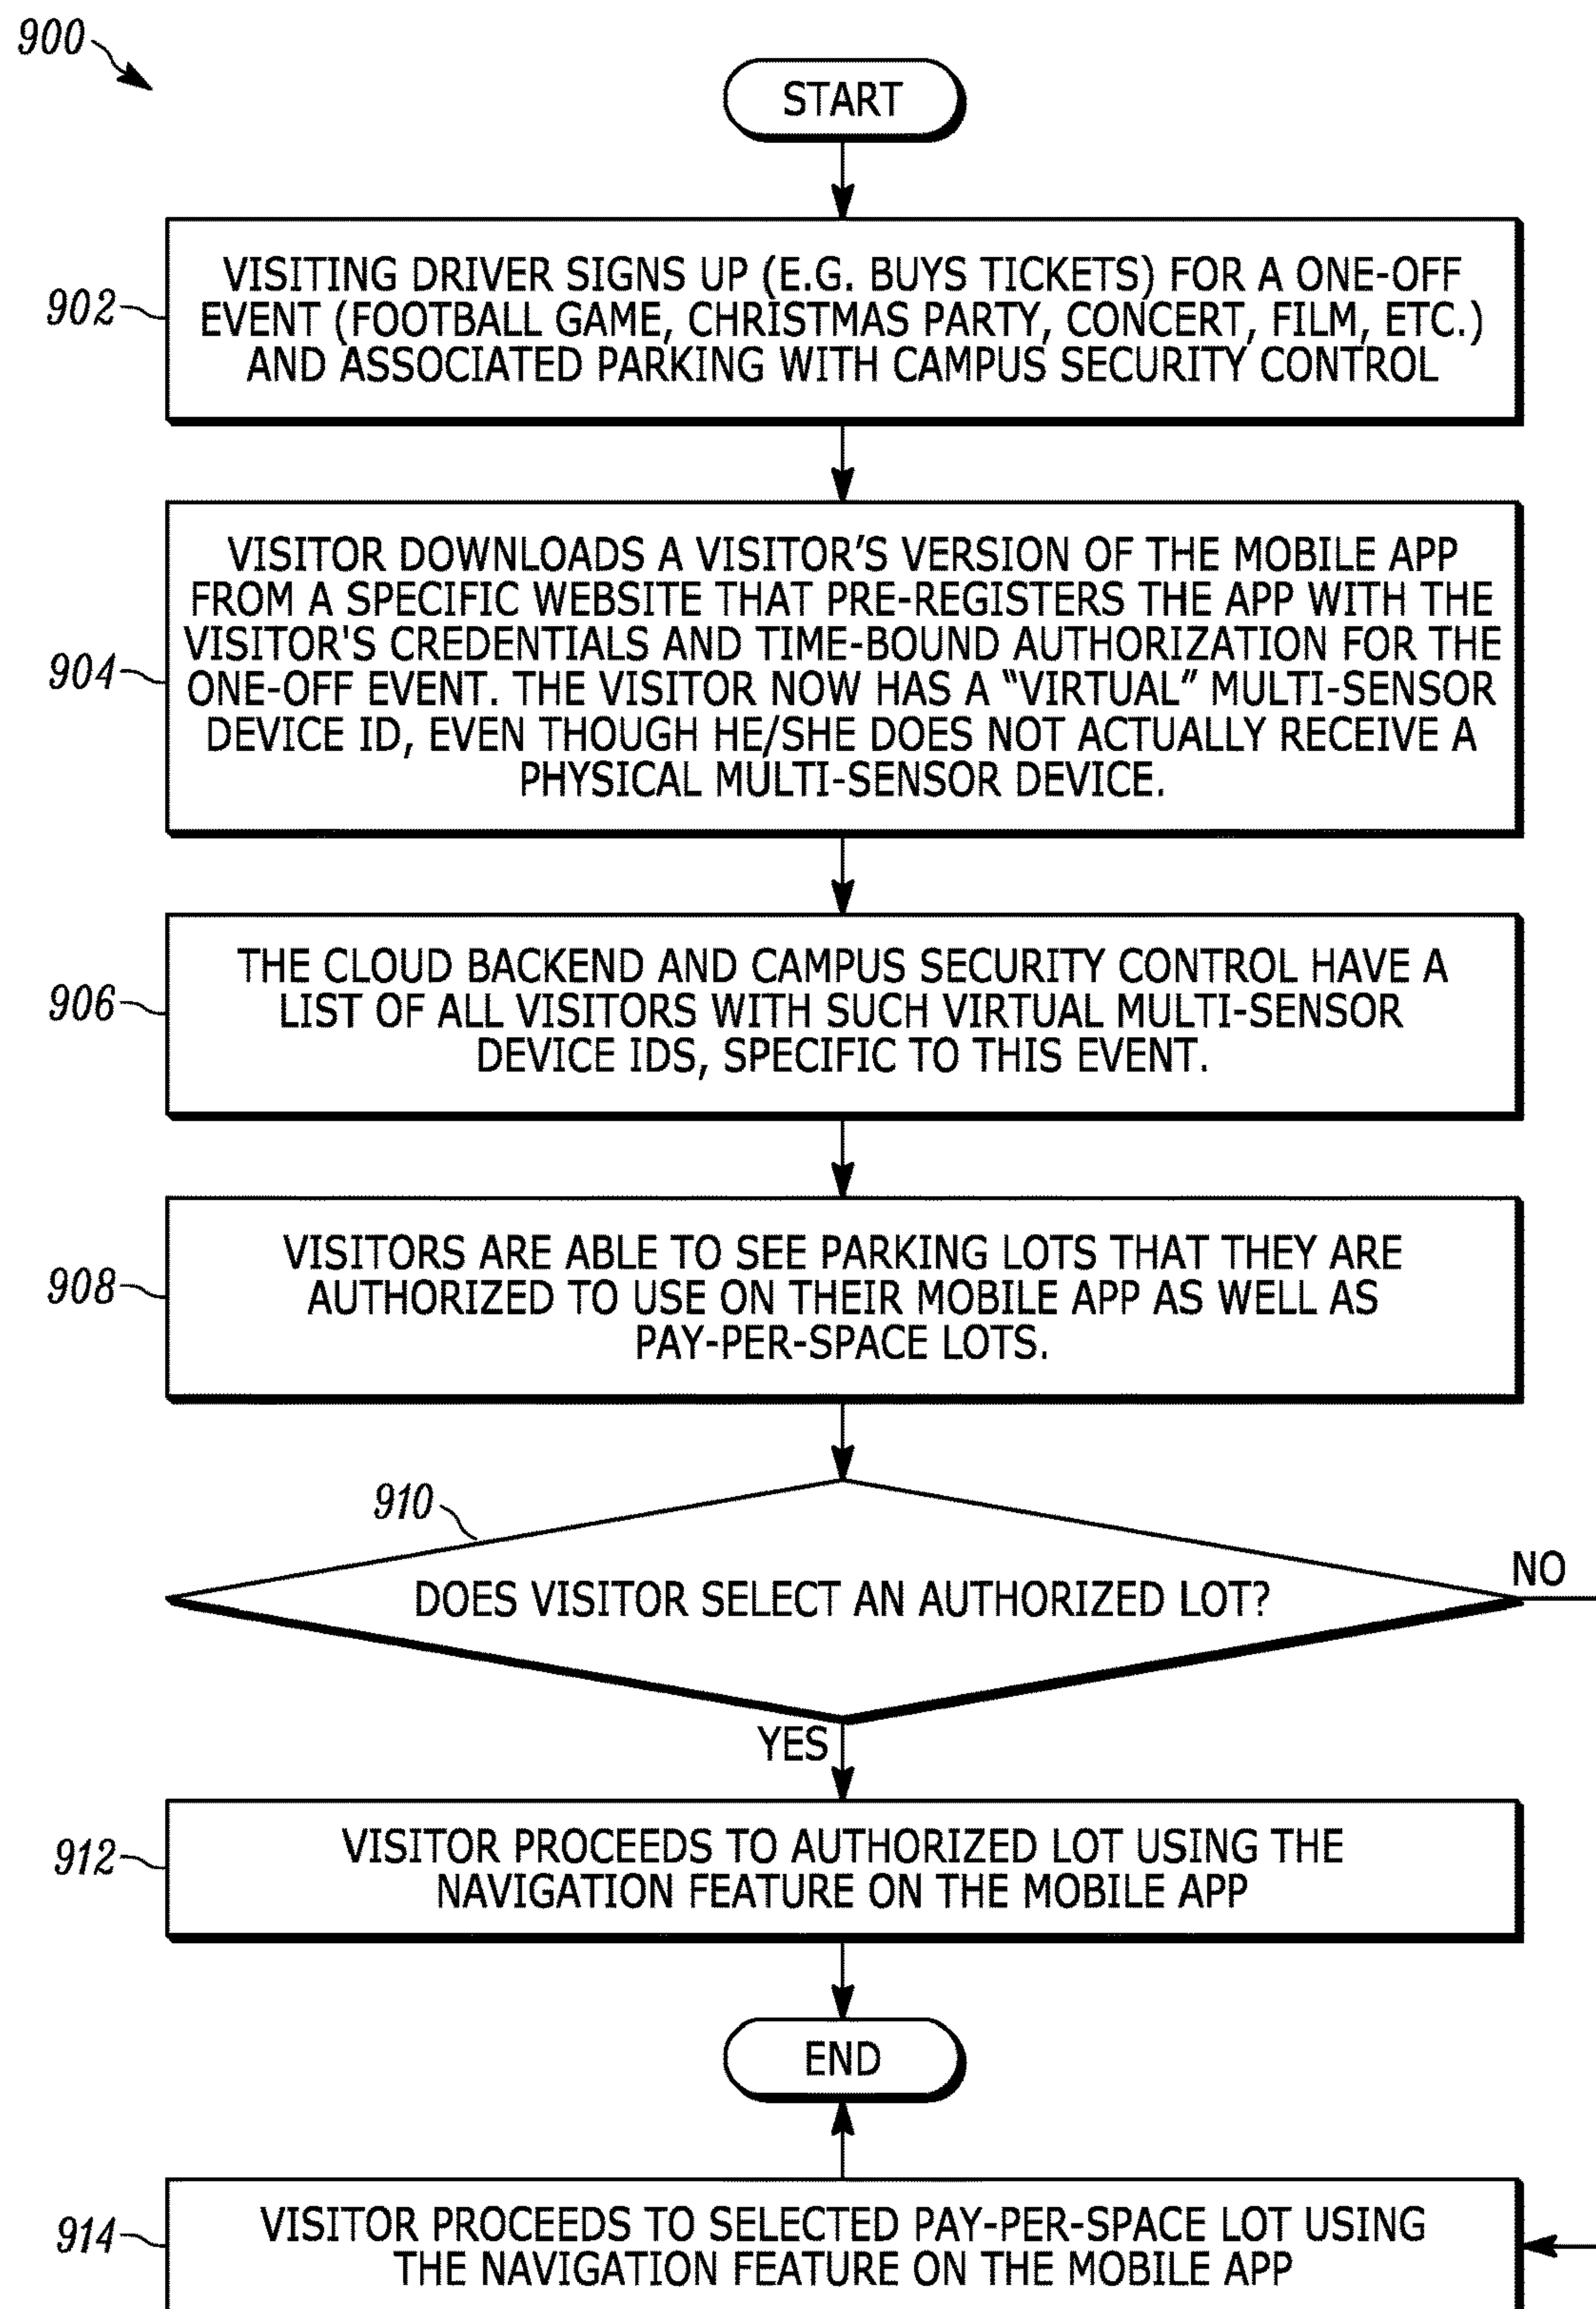 900
START
902
VISITING DRIVER SIGNS UP (E.G. BUYS TICKETS) FOR A ONE-OFF
EVENT (FOOTBALL GAME, CHRISTMAS PARTY, CONCERT, FILM, ETC.)
AND ASSOCIATED PARKING WITH CAMPUS SECURITY CONTROL
904
VISITOR DOWNLOADS A VISITOR’S VERSION OF THE MOBILE APP
FROM A SPECIFIC WEBSITE THAT PRE-REGISTERS THE APP WITH THE
VISITOR'S CREDENTIALS AND TIME-BOUND AUTHORIZATION FOR THE
ONE-OFF EVENT. THE VISITOR NOW HAS A “VIRTUAL” MULTI-SENSOR
DEVICE ID, EVEN THOUGH HE/SHE DOES NOT ACTUALLY RECEIVE A
PHYSICAL MULTI-SENSOR DEVICE.
906
THE CLOUD BACKEND AND CAMPUS SECURITY CONTROL HAVE A
LIST OF ALL VISITORS WITH SUCH VIRTUAL MULTI-SENSOR
DEVICE IDS, SPECIFIC TO THIS EVENT.
908
VISITORS ARE ABLE TO SEE PARKING LOTS THAT THEY ARE
AUTHORIZED TO USE ON THEIR MOBILE APP AS WELL AS
PAY-PER-SPACE LOTS.
910
DOES VISITOR SELECT AN AUTHORIZED LOT?
NO
YES
912
VISITOR PROCEEDS TO AUTHORIZED LOT USING THE
NAVIGATION FEATURE ON THE MOBILE APP
END
914
VISITOR PROCEEDS TO SELECTED PAY-PER-SPACE LOT USING
THE NAVIGATION FEATURE ON THE MOBILE APP